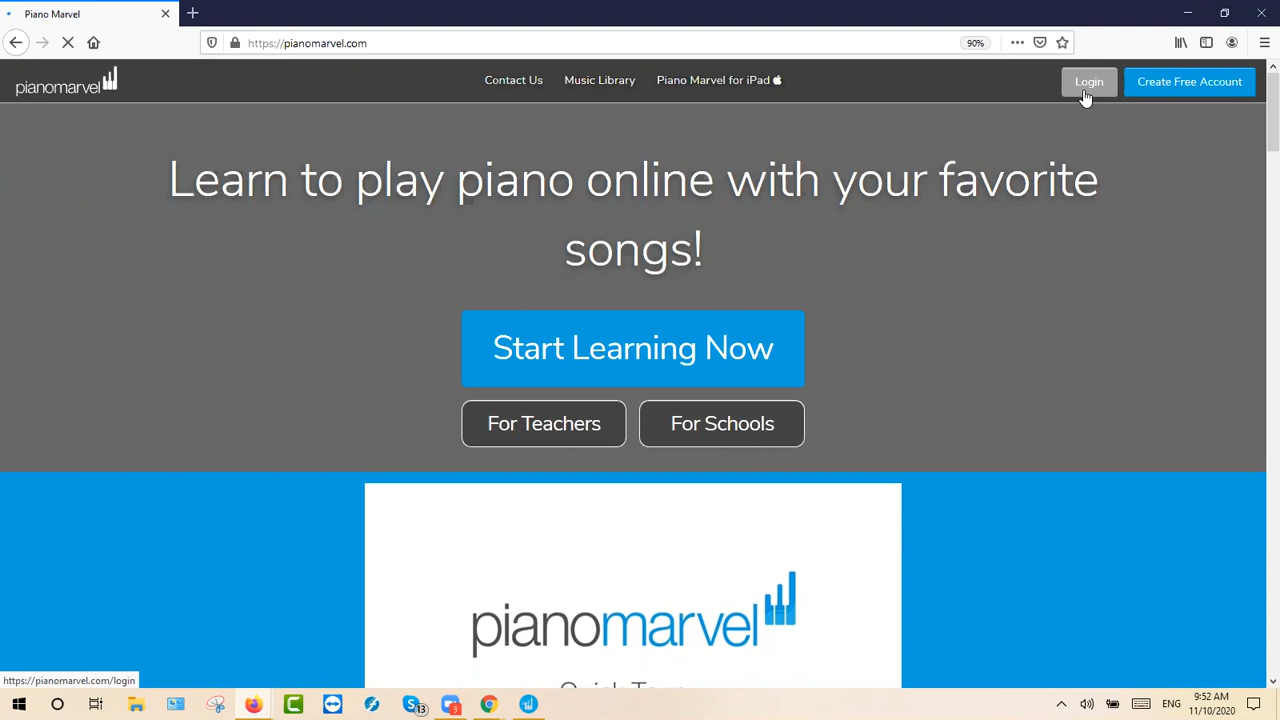 Piano Marvel
https://pianomarvel.com
90%
pianomarvel
Contact Us
Music Library
Piano Marvel for iPad
Login
Create Free Account
Learn to play piano online with your favorite
songs!
Start Learning Now
For Teachers
For Schools
pianomarvel
https://pianomarvel.com/login
13
3
ENG
9:52 AM
11/10/2020